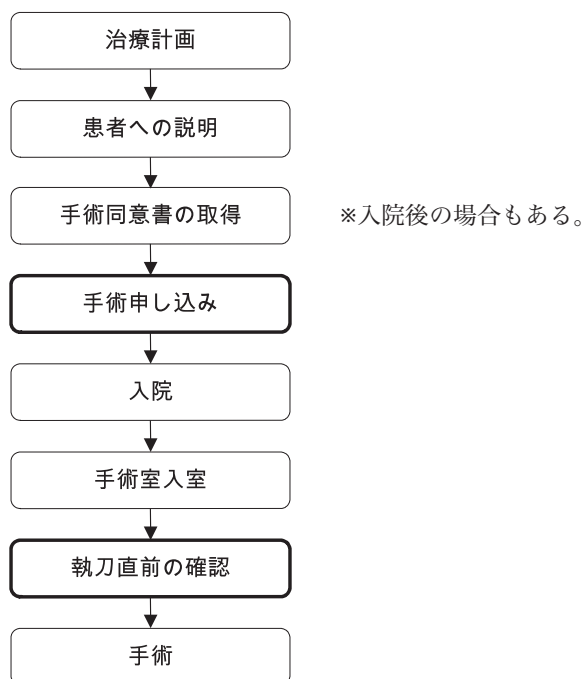 治療計画
患者への説明
手術同意書の取得
※入院後の場合もある。
手術申し込み
入院
手術室入室
執刀直前の確認
手術